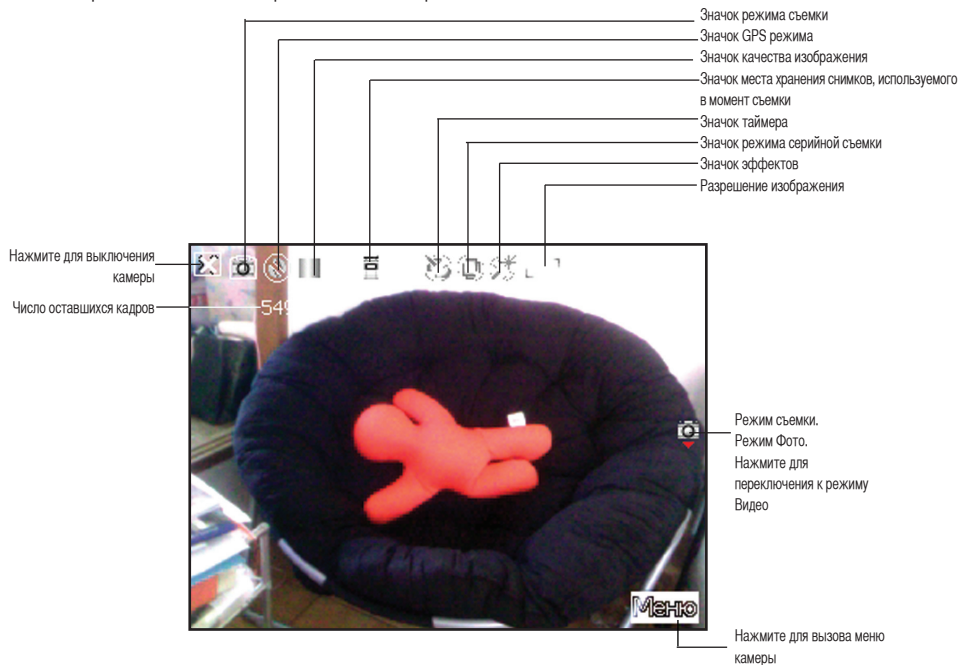 Значок режима съемки
Значок GPS режима
Значок качества изображения
Значок места хранения снимков, используемого
в момент съемки
Значок таймера
Значок режима серийной съемки
Значок эффектов
Разрешение изображения
Нажмите для выключения
камеры
Число оставшихся кадров
549
Режим съемки.
Режим Фото.
Нажмите для
переключения к режиму
Видео
Меню
Нажмите для вызова меню
камеры